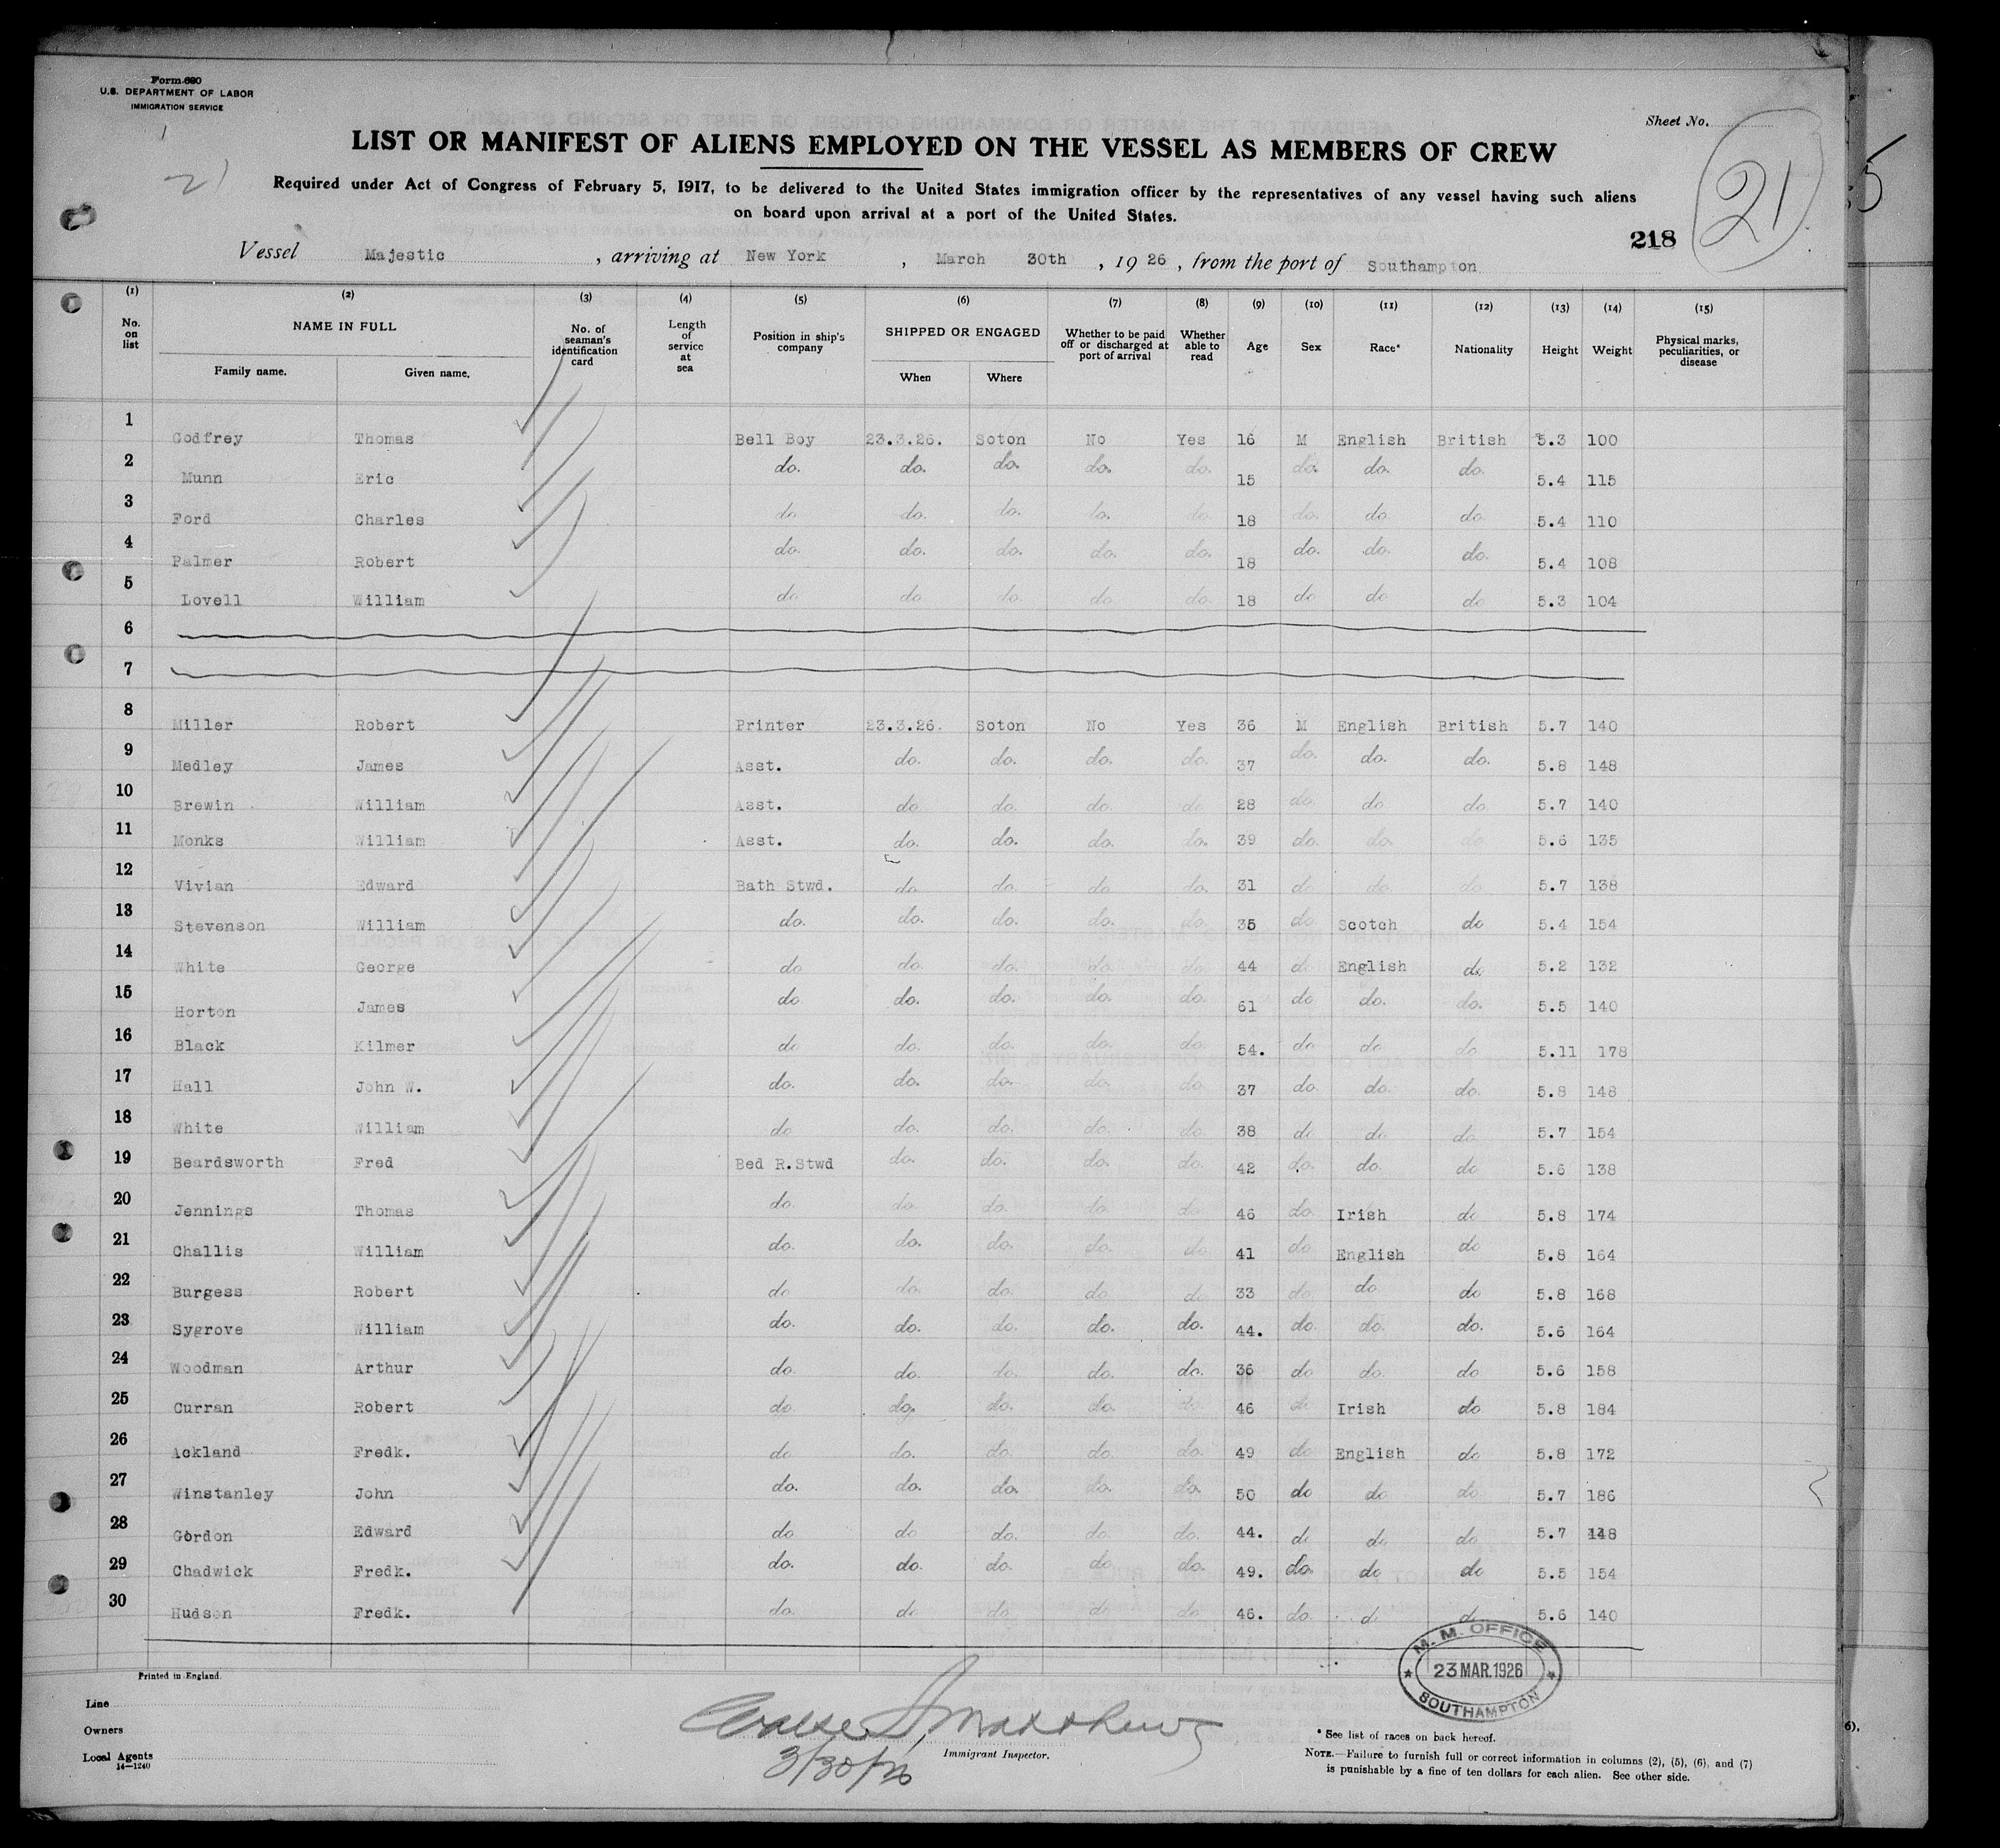 Form 680
U.S. DEPARTMENT OF LABOR
IMMIGRATION SERVICE
Sheet No.
21
21
5
LIST OR MANIFEST OF ALIENS EMPLOYED ON THE VESSEL AS MEMBERS OF CREW
Required under Act of Congress of February 5, 1917, to be delivered to the United States immigration officer by the representatives of any vessel having such aliens
on board upon arrival at a port of the United States.
218
Vessel Majestic , arriving at New York , March 30th , 1926 , from the port of Southampton
(1) (2) (3) (4) (5) (6) (7) (8) (9) (10) (11) (12) (13) (14) (15)
No. on list NAME IN FULL Family name. Given name. No. of seaman's identification card Length of service at sea Position in ship's company SHIPPED OR ENGAGED When Where Whether to be paid off or discharged at port of arrival Whether able to read Age Sex Race* Nationality Height Weight Physical marks, peculiarities, or disease
1 Godfrey Thomas Bell Boy 23.3.26. Soton No Yes 16 M English British 5.3 100
2 Munn Eric do. do. do. do. do. 15 do. do. do. 5.4 115
3 Ford Charles do do. do. do. do. 18 do. do do. 5.4 110
4 Palmer Robert do. do. do. do. do. 18 do. do. do. 5.4 108
5 Lovell William do do do. do do. 18 do do do 5.3 104
6
7
8 Miller Robert Printer 23.3.26. Soton No Yes 36 M English British 5.7 140
9 Medley James Asst. do. do. do. do. 37 do. do. do. 5.8 148
10 Brewin William Asst. do. do. do. do 28 do. do do. 5.7 140
11 Monks William Asst. do. do. do. do. 39 do. do. do. 5.6 135
12 Vivian Edward Bath Stwd. do. do. do do. 31 do do. do 5.7 138
13 Stevenson William do. do. do. do. do. 35 do. Scotch do 5.4 154
14 White George do do. do. do. do. 44 do English do. 5.2 132
15 Horton James do do. do. do. do. 61 do do. do. 5.5 140
16 Black Kilmer do do. do. do. do. 54. do do do 5.11 178
17 Hall John W. do. do. do. do. do. 37 do. do. do. 5.8 148
18 White William do do. do. do. do. 38 do do do. 5.7 154
19 Beardsworth Fred Bed R.Stwd do. do. do. do. 42 do. do. do 5.6 138
20 Jennings Thomas do. do. do. do. do. 46 do. Irish do 5.8 174
21 Challis William do. do. do. do. do 41 do English do 5.8 164
22 Burgess Robert do do. do. do. do 33 do. do. do 5.8 168
23 Sygrove William do. do. do. do. do. 44. do. do. do. 5.6 164
24 Woodman Arthur do. do. do. do. do. 36 do do. do 5.6 158
25 Curran Robert do. do. do. do. do. 46 do Irish do 5.8 184
26 Ackland Fredk. do do. do. do. do. 49 do English do 5.8 172
27 Winstanley John do. do. do. do. do. 50 do do do. 5.7 186
28 Gordon Edward do do do. do do. 44. do do do 5.7 148
29 Chadwick Fredk. do. do. do. do. do. 49. do. do do 5.5 154
30 Hudson Fredk. do. do do do do 46. do. do do 5.6 140
M. M. OFFICE
23 MAR. 1926
SOUTHAMPTON
Printed in England.
Line
Owners
Local Agents
14—1240
Matthews
3/30/26
Immigrant Inspector.
* See list of races on back hereof.
NOTE.—Failure to furnish full or correct information in columns (2), (5), (6), and (7)
is punishable by a fine of ten dollars for each alien. See other side.
6).